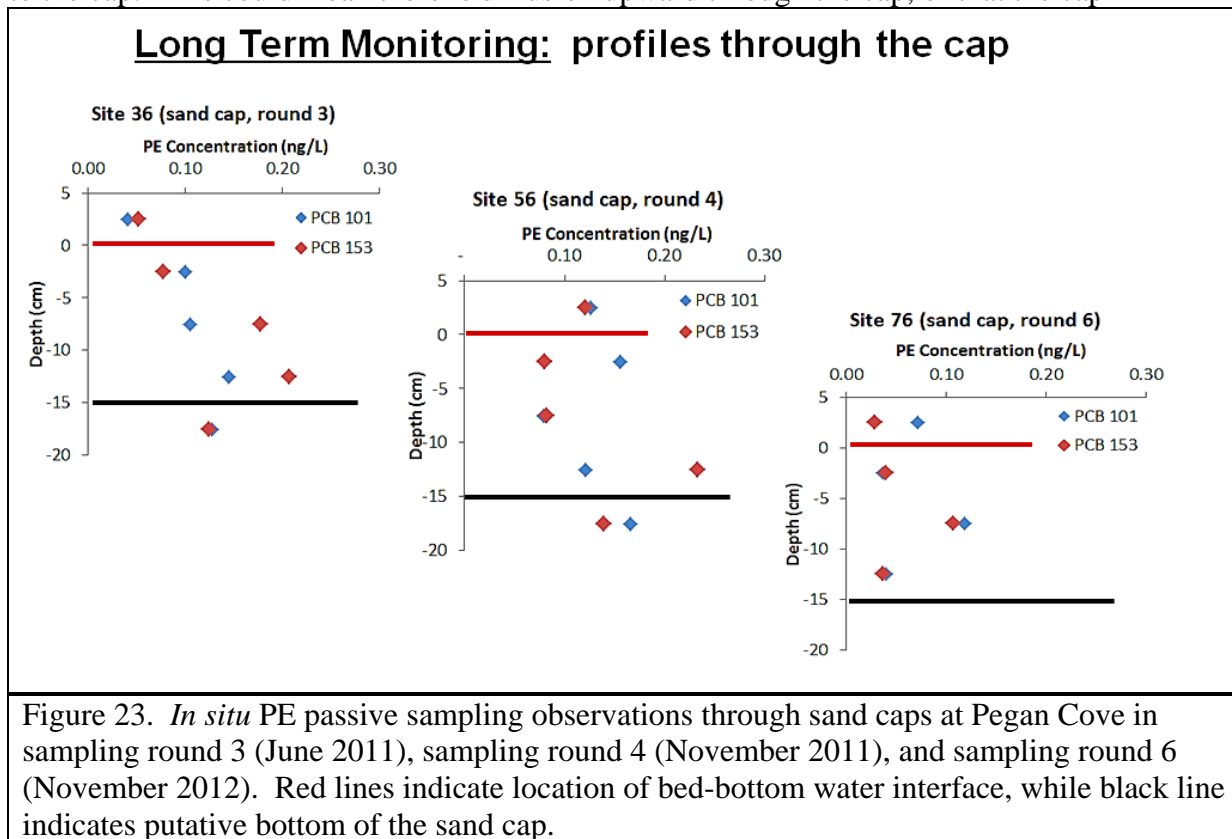 Long Term Monitoring: profiles through the cap
Site 36 (sand cap, round 3)
PE Concentration (ng/L)
0.00 0.10 0.20 0.30
5
0
-5
-10
-15
-20
Depth (cm)
PCB 101
PCB 153
Site 56 (sand cap, round 4)
PE Concentration (ng/L)
- 0.10 0.20 0.30
5
0
-5
-10
-15
-20
Depth (cm)
PCB 101
PCB 153
Site 76 (sand cap, round 6)
PE Concentration (ng/L)
0.00 0.10 0.20 0.30
5
0
-5
-10
-15
-20
Depth (cm)
PCB 101
PCB 153
Figure 23. In situ PE passive sampling observations through sand caps at Pegan Cove in
sampling round 3 (June 2011), sampling round 4 (November 2011), and sampling round 6
(November 2012). Red lines indicate location of bed-bottom water interface, while black line
indicates putative bottom of the sand cap.